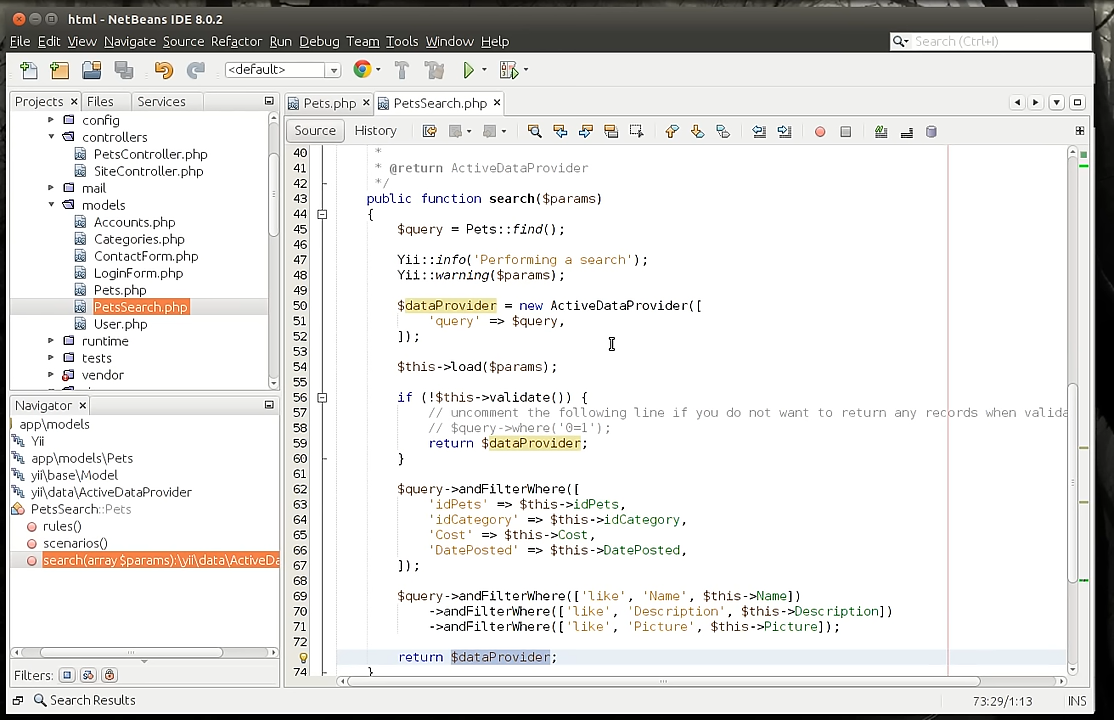 html - NetBeans IDE 8.0.2
File Edit View Navigate Source Refactor Run Debug Team Tools Window Help
Search (Ctrl+I)
<default>
Projects Files Services
config
controllers
PetsController.php
SiteController.php
mail
models
Accounts.php
Categories.php
ContactForm.php
LoginForm.php
Pets.php
PetsSearch.php
User.php
runtime
tests
vendor
Navigator
app\models
Yii
app\models\Pets
yii\base\Model
yii\data\ActiveDataProvider
PetsSearch::Pets
rules()
scenarios()
search(array $params):\yii\data\ActiveDa
Filters:
Pets.php PetsSearch.php
Source History
40 *
41 * @return ActiveDataProvider
42 */
43 public function search($params)
44 {
45 $query = Pets::find();
46
47 Yii::info('Performing a search');
48 Yii::warning($params);
49
50 $dataProvider = new ActiveDataProvider([
51 'query' => $query,
52 ]);
53
54 $this->load($params);
55
56 if (!$this->validate()) {
57 // uncomment the following line if you do not want to return any records when valida
58 // $query->where('0=1');
59 return $dataProvider;
60 }
61
62 $query->andFilterWhere([
63 'idPets' => $this->idPets,
64 'idCategory' => $this->idCategory,
65 'Cost' => $this->Cost,
66 'DatePosted' => $this->DatePosted,
67 ]);
68
69 $query->andFilterWhere(['like', 'Name', $this->Name])
70 ->andFilterWhere(['like', 'Description', $this->Description])
71 ->andFilterWhere(['like', 'Picture', $this->Picture]);
72
return $dataProvider;
74 }
Search Results
73:29/1:13 INS